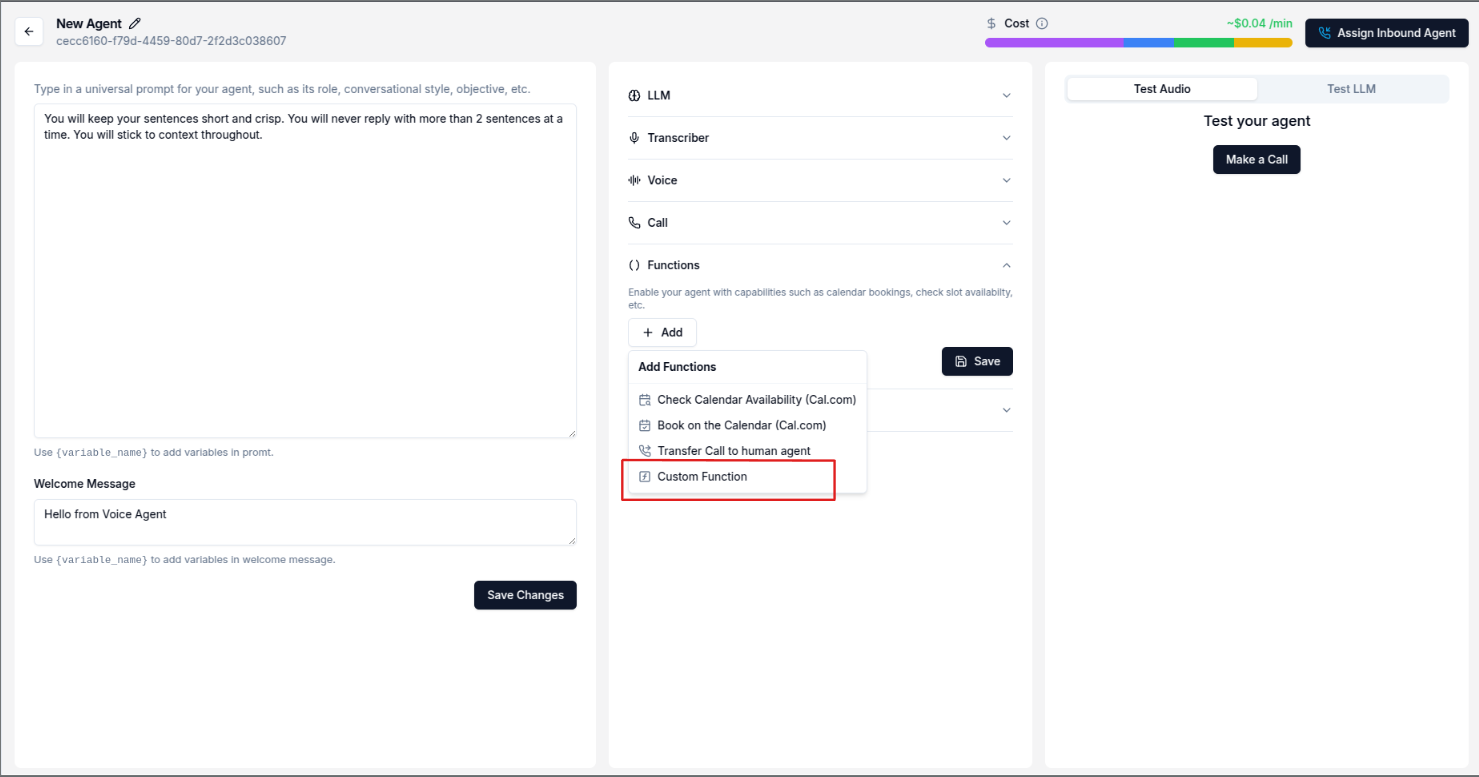 New Agent
cecc6160-f79d-4459-80d7-2f2d3c038607
Cost
~$0.04 /min
Assign Inbound Agent
Type in a universal prompt for your agent, such as its role, conversational style, objective, etc.
You will keep your sentences short and crisp. You will never reply with more than 2 sentences at a
time. You will stick to context throughout.
Use {variable_name} to add variables in promt.
Welcome Message
Hello from Voice Agent
Use {variable_name} to add variables in welcome message.
Save Changes
LLM
Transcriber
Voice
Call
Functions
Enable your agent with capabilities such as calendar bookings, check slot availabilty,
etc.
Add
Save
Add Functions
Check Calendar Availability (Cal.com)
Book on the Calendar (Cal.com)
Transfer Call to human agent
Custom Function
Test Audio
Test LLM
Test your agent
Make a Call